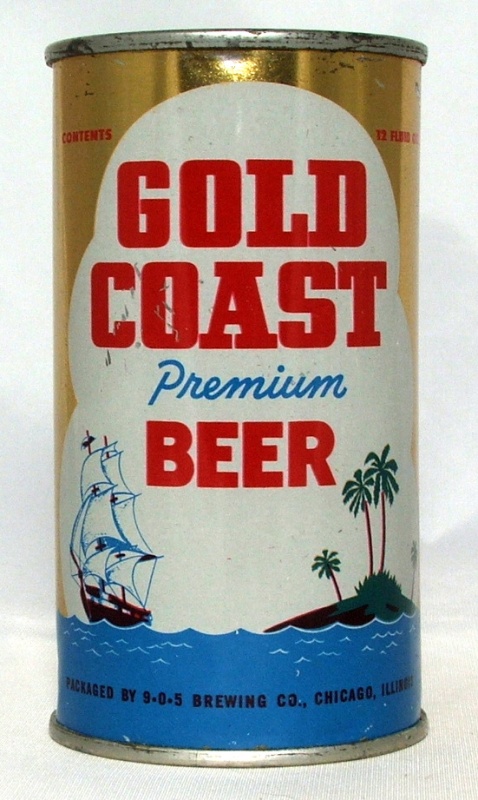 CONTENTS 12 FLUID
GOLD
COAST
Premium
BEER
PACKAGED BY 9-0-5 BREWING CO., CHICAGO, ILLINOIS